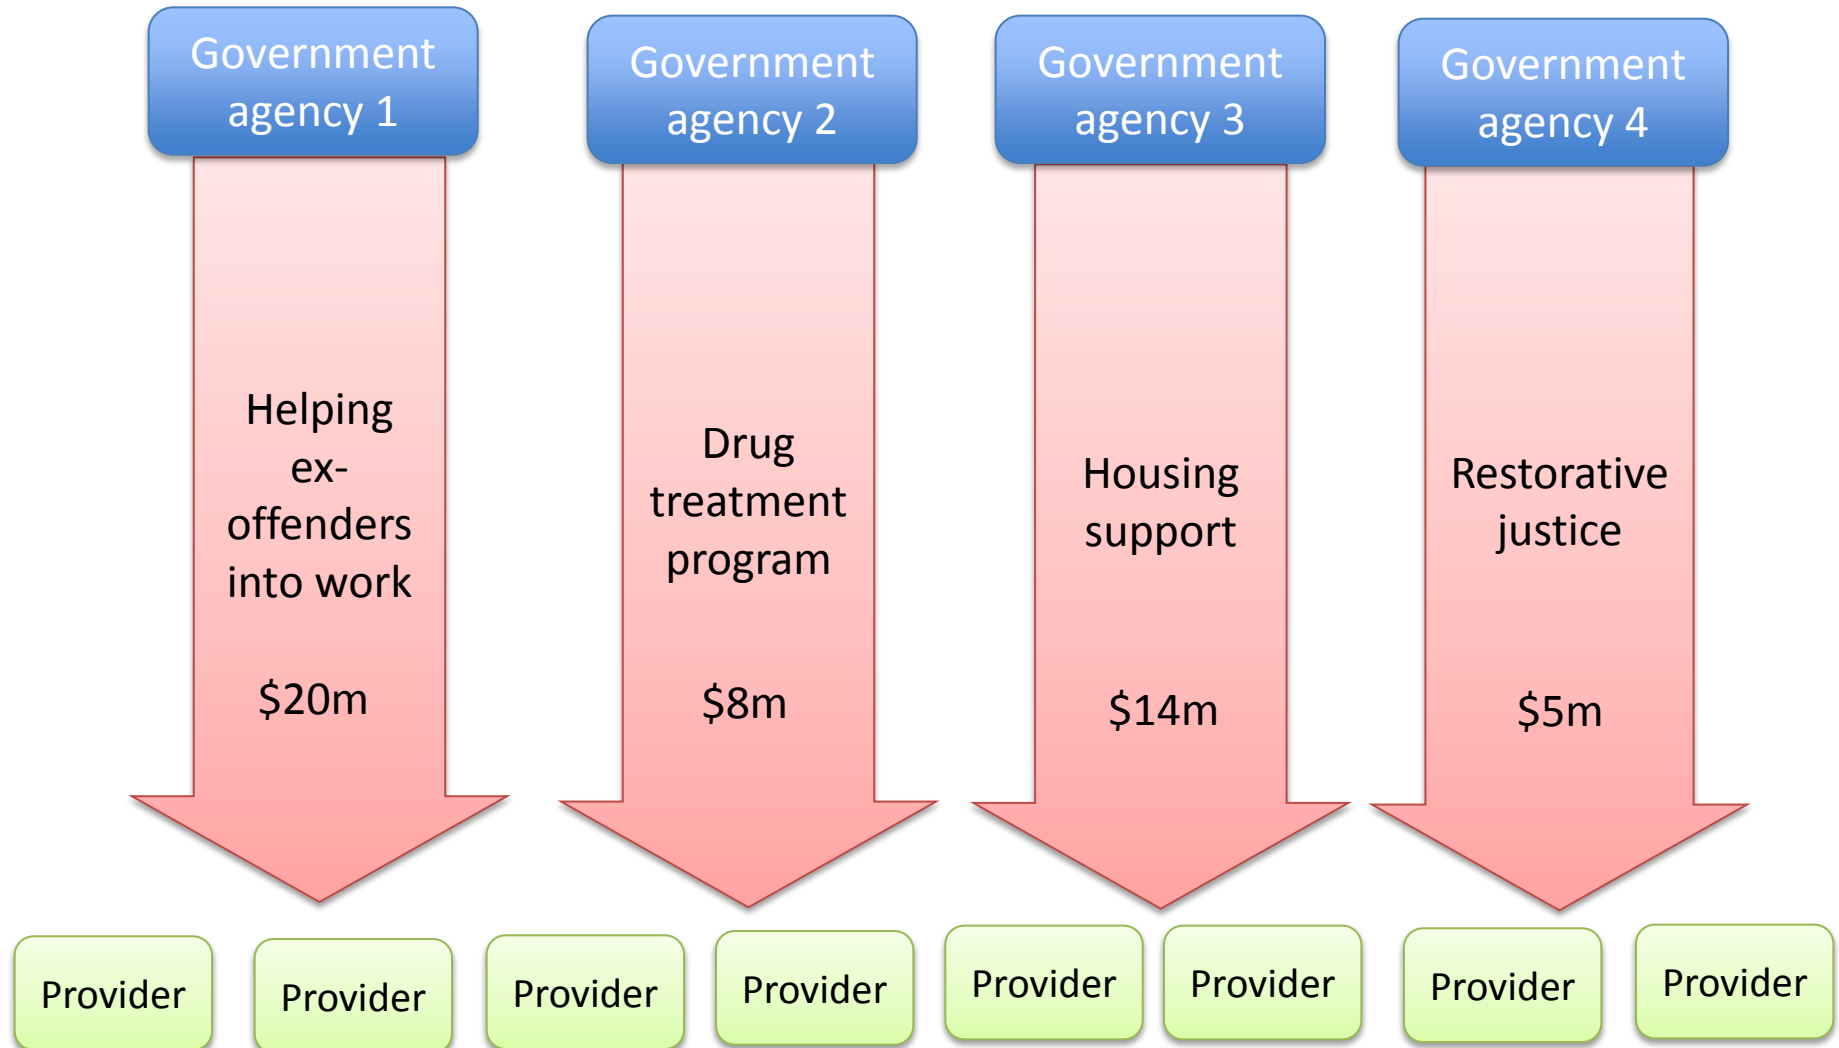 Government
agency 1
Government
agency 2
Government
agency 3
Government
agency 4
Helping
ex-
offenders
into work
$20m
Drug
treatment
program
$8m
Housing
support
$14m
Restorative
justice
$5m
Provider
Provider
Provider
Provider
Provider
Provider
Provider
Provider